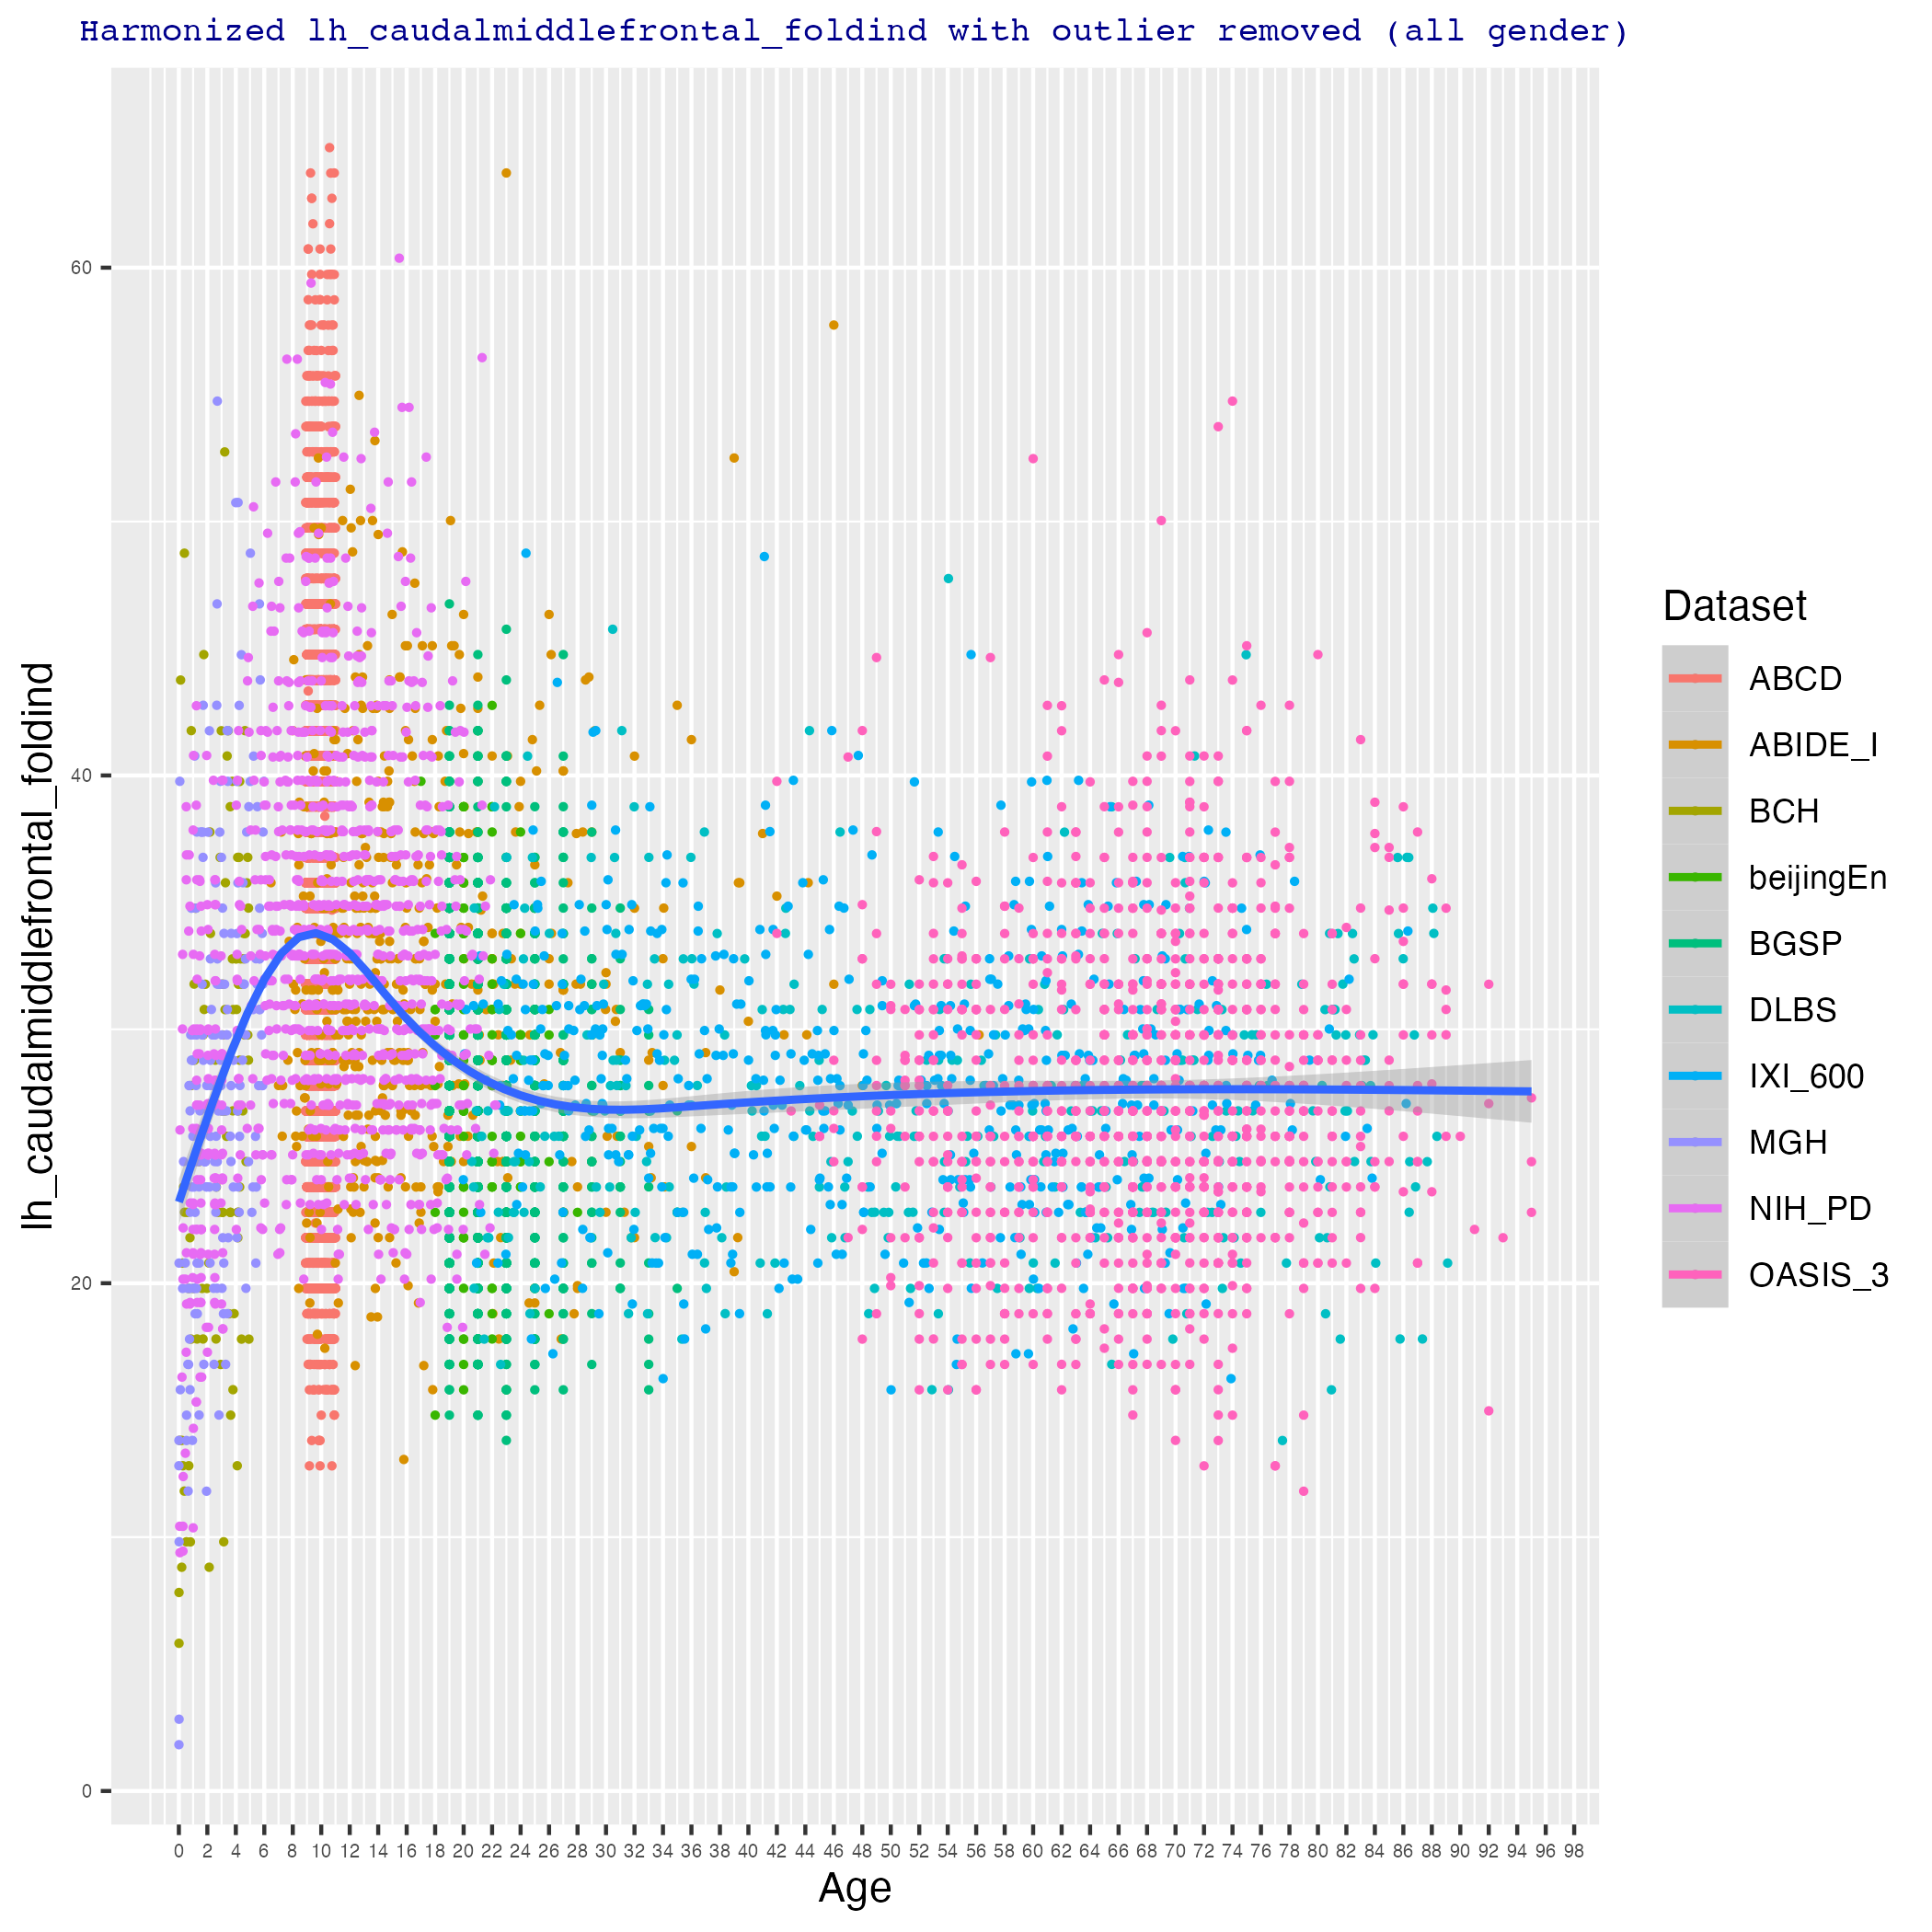 Harmonized lh_caudalmiddlefrontal_foldind with outlier removed (all gender)
lh_caudalmiddlefrontal_foldind
60
40
20
0
0 2 4 6 8 10 12 14 16 18 20 22 24 26 28 30 32 34 36 38 40 42 44 46 48 50 52 54 56 58 60 62 64 66 68 70 72 74 76 78 80 82 84 86 88 90 92 94 96 98
Age
Dataset
ABCD
ABIDE_I
BCH
beijingEn
BGSP
DLBS
IXI_600
MGH
NIH_PD
OASIS_3